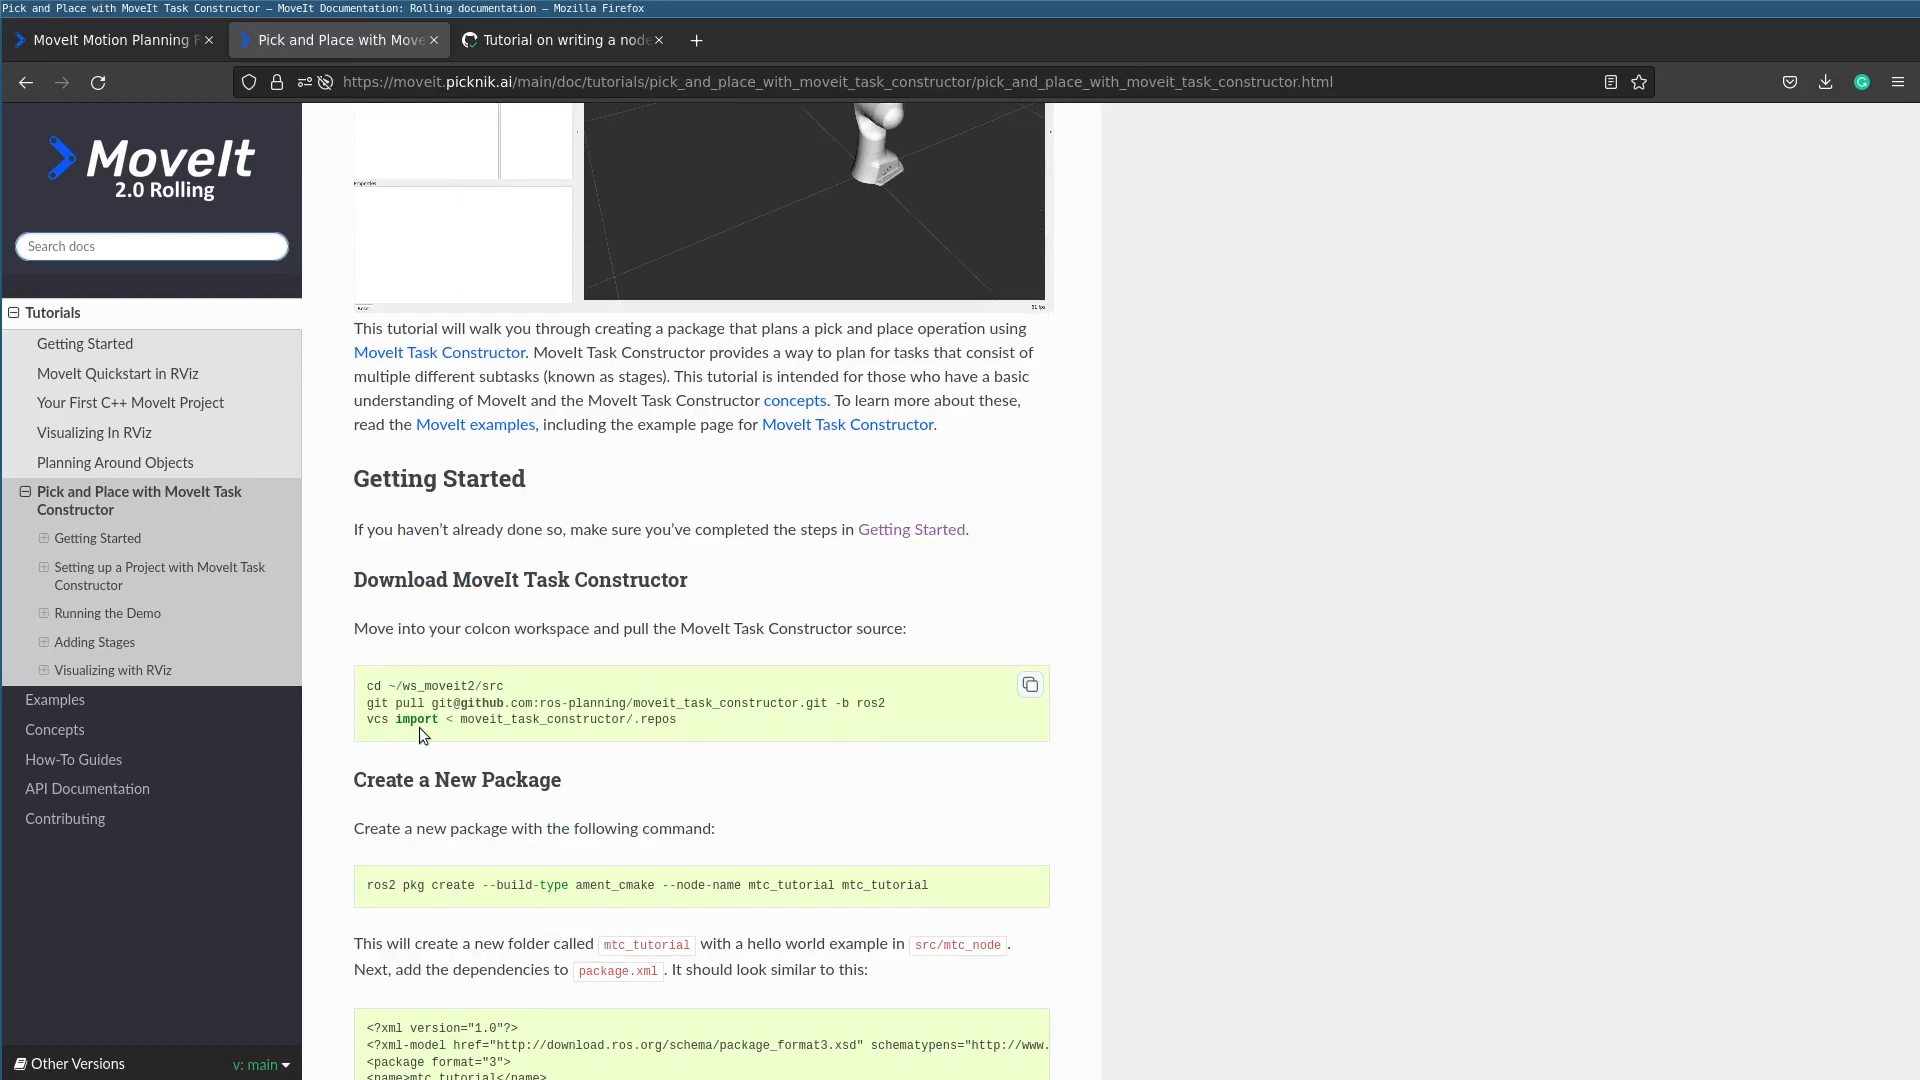 Pick and Place with MoveIt Task Constructor — MoveIt Documentation: Rolling documentation — Mozilla Firefox
MoveIt Motion Planning F
Pick and Place with Move
Tutorial on writing a node
https://moveit.picknik.ai/main/doc/tutorials/pick_and_place_with_moveit_task_constructor/pick_and_place_with_moveit_task_constructor.html
MoveIt
2.0 Rolling
Search docs
Tutorials
Getting Started
MoveIt Quickstart in RViz
Your First C++ MoveIt Project
Visualizing In RViz
Planning Around Objects
Pick and Place with MoveIt Task
Constructor
Getting Started
Setting up a Project with MoveIt Task
Constructor
Running the Demo
Adding Stages
Visualizing with RViz
Examples
Concepts
How-To Guides
API Documentation
Contributing
Other Versions
v: main
Properties
Reset
31 fps
This tutorial will walk you through creating a package that plans a pick and place operation using
MoveIt Task Constructor. MoveIt Task Constructor provides a way to plan for tasks that consist of
multiple different subtasks (known as stages). This tutorial is intended for those who have a basic
understanding of MoveIt and the MoveIt Task Constructor concepts. To learn more about these,
read the MoveIt examples, including the example page for MoveIt Task Constructor.
Getting Started
If you haven’t already done so, make sure you’ve completed the steps in Getting Started.
Download MoveIt Task Constructor
Move into your colcon workspace and pull the MoveIt Task Constructor source:
cd ~/ws_moveit2/src
git pull git@github.com:ros-planning/moveit_task_constructor.git -b ros2
vcs import < moveit_task_constructor/.repos
Create a New Package
Create a new package with the following command:
ros2 pkg create --build-type ament_cmake --node-name mtc_tutorial mtc_tutorial
This will create a new folder called mtc_tutorial with a hello world example in src/mtc_node.
Next, add the dependencies to package.xml. It should look similar to this:
<?xml version="1.0"?>
<?xml-model href="http://download.ros.org/schema/package_format3.xsd" schematypens="http://www.
<package format="3">
<name>mtc_tutorial</name>